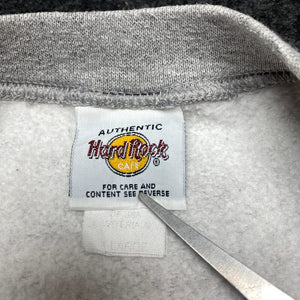 AUTHENTIC
Hard Rock
CAFE
®
FOR CARE AND
CONTENT SEE REVERSE